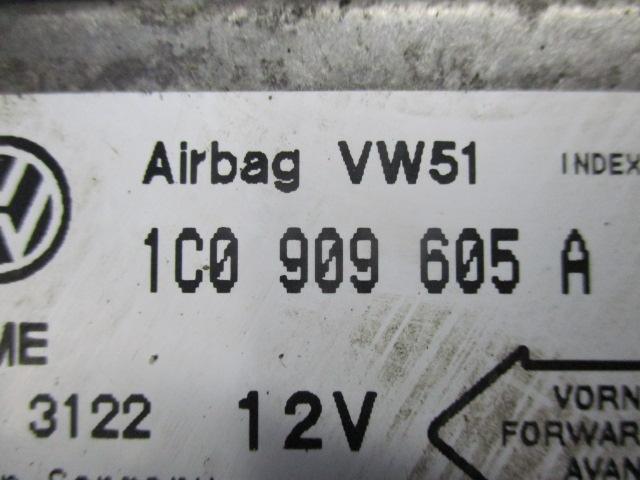 Airbag VW51 INDEX
1C0 909 605 A
ME
3122 12V
VORN
FORWAR
AVAN